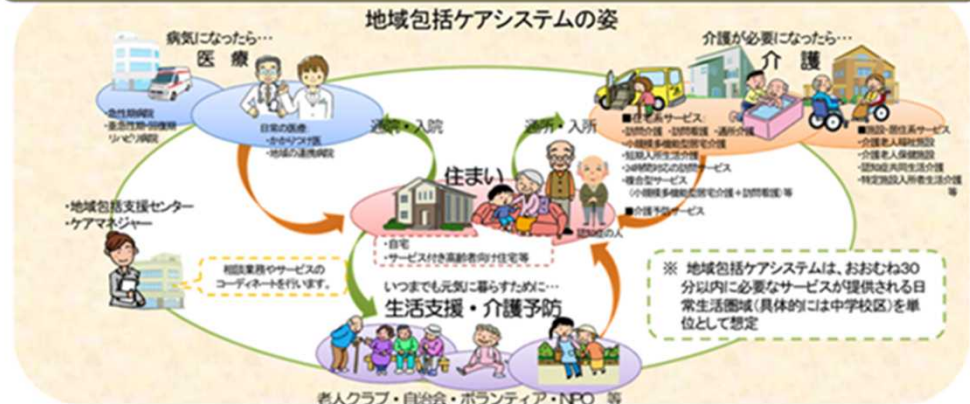 地域包括ケアシステムの姿
病気になったら…
医 療
・急性期病院
・亜急性期・回復期
リハビリ病院
日常の医療:
・かかりつけ医
・地域の連携病院
通院・入院
通所・入所
介護が必要になったら…
介 護
■在宅系サービス:
・訪問介護 ・訪問看護 ・通所介護
・小規模多機能型居宅介護
・短期入所生活介護
・24時間対応の訪問サービス
・複合型サービス
(小規模多機能型居宅介護+訪問看護)等
■介護予防サービス
■施設・居住系サービス
・介護老人福祉施設
・介護老人保健施設
・認知症共同生活介護
・特定施設入所者生活介護
等
住まい
認知症の人
・自宅
・サービス付き高齢者向け住宅等
・地域包括支援センター
・ケアマネジャー
相談業務やサービスの
コーディネートを行います。
いつまでも元気に暮らすために…
生活支援・介護予防
※ 地域包括ケアシステムは、おおむね30
分以内に必要なサービスが提供される日
常生活圏域(具体的には中学校区)を単
位として想定
老人クラブ・自治会・ボランティア・NPO 等